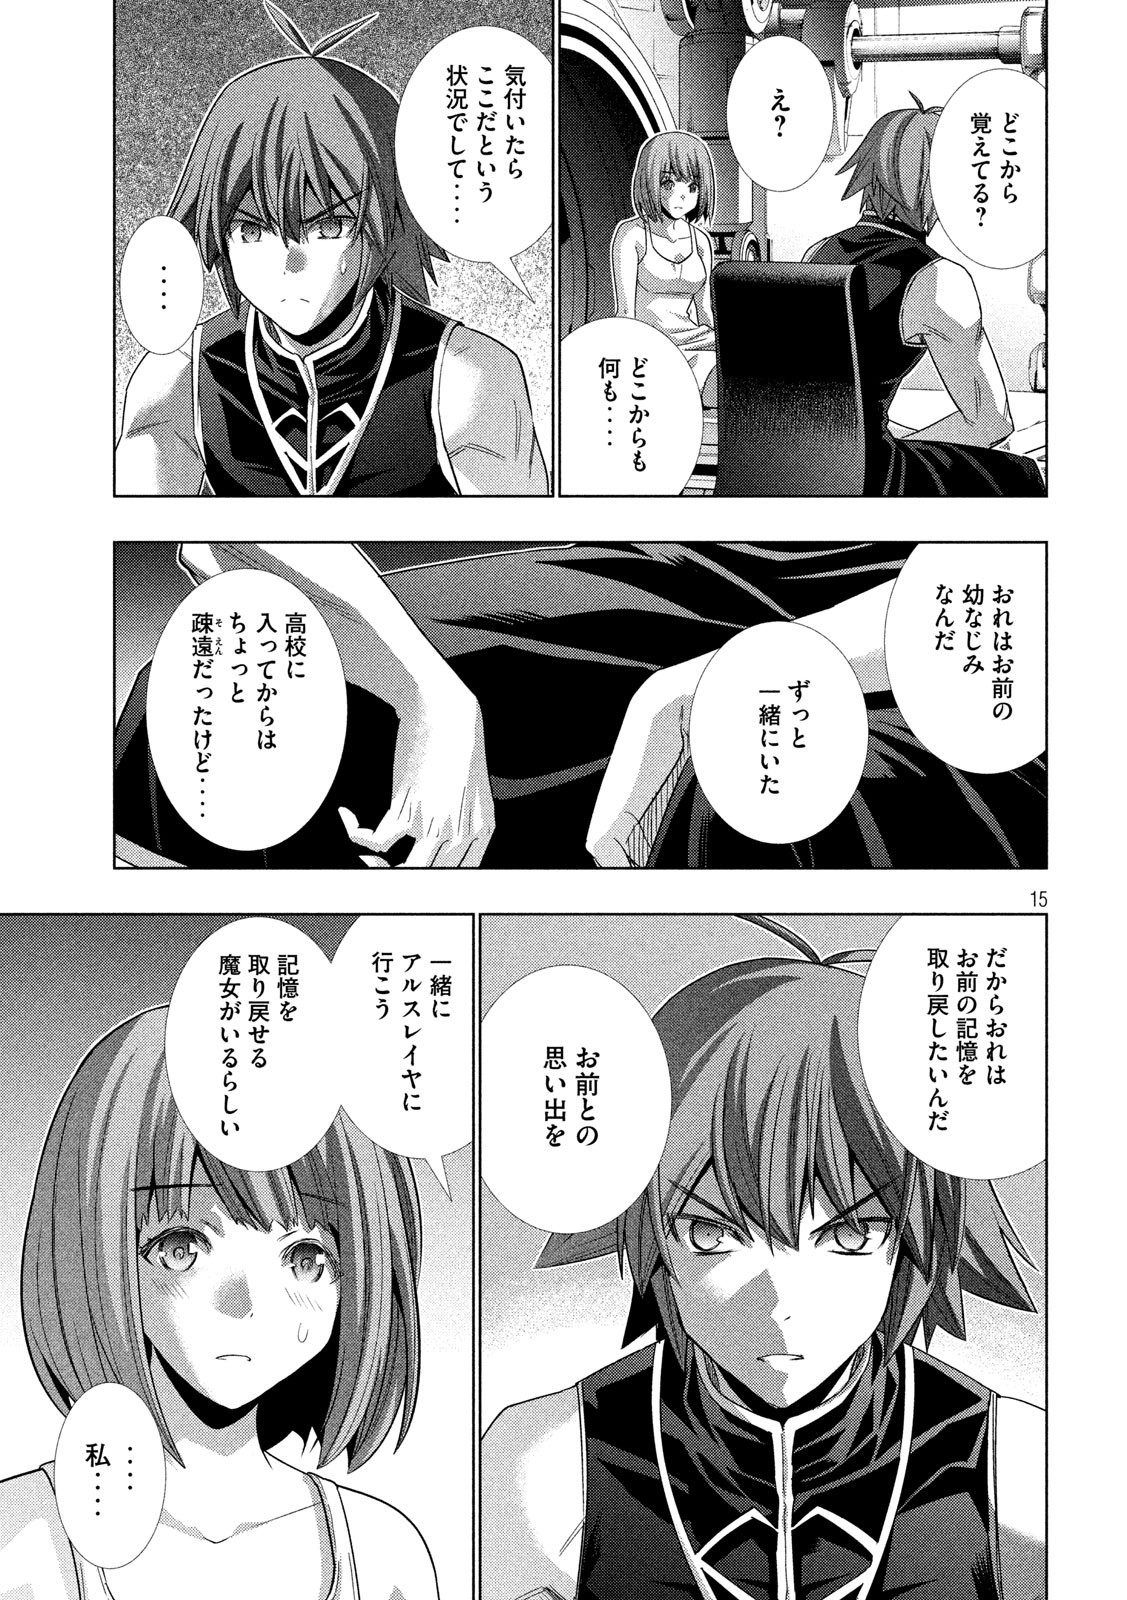 どこから
覚えてる?
え?
どこからも
何も‥‥
気付いたら
ここだという
状況でして‥‥
‥‥
おれはお前の
幼なじみ
なんだ
ずっと
一緒にいた
高校に
入ってからは
ちょっと
疎遠だったけど‥‥
そえん
15
だからおれは
お前の記憶を
取り戻したいんだ
お前との
思い出を
一緒に
アルスレイヤに
行こう
記憶を
取り戻せる
魔女がいるらしい
‥‥
私‥‥